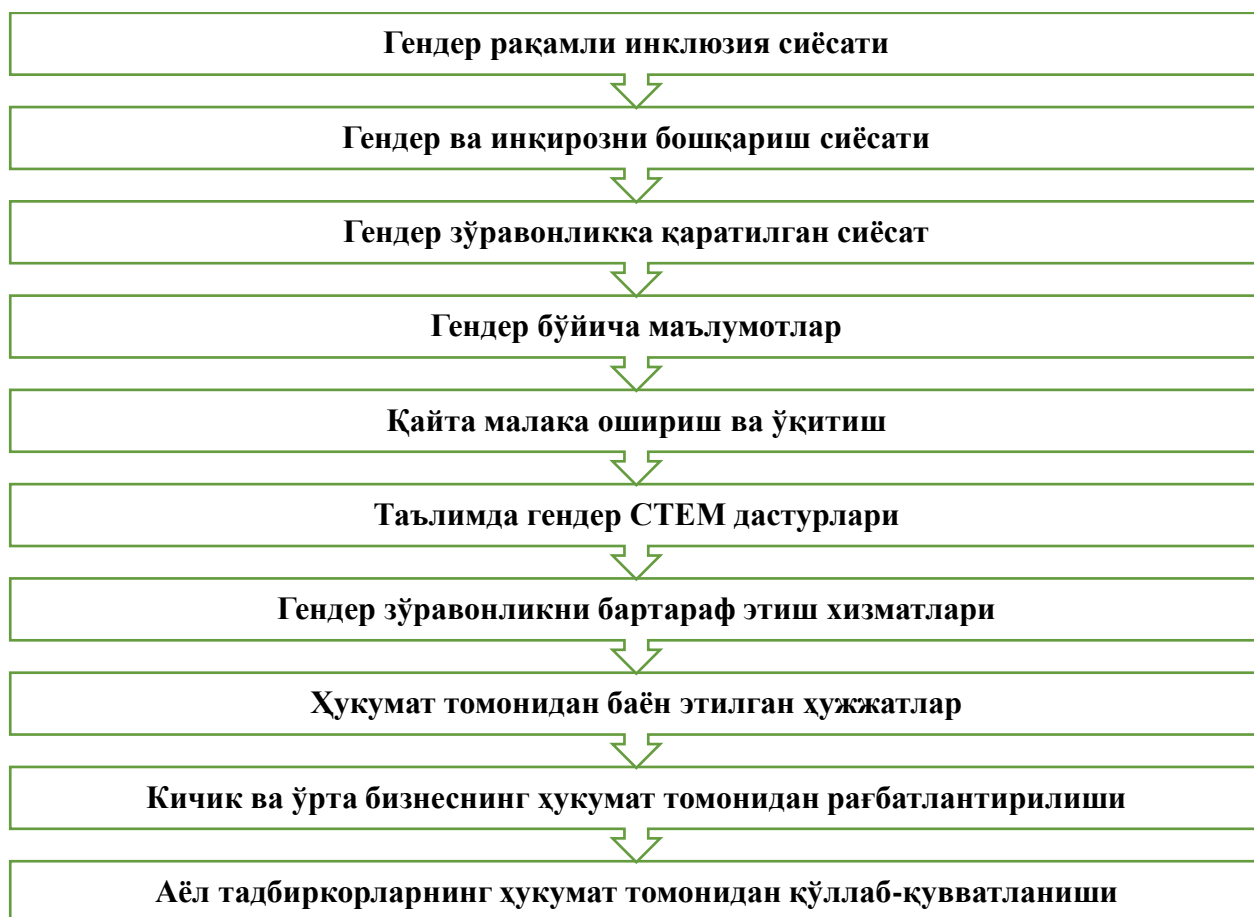 Гендер рақамли инклюзия сиёсати
Гендер ва инқирозни бошқариш сиёсати
Гендер зўравонликка қаратилган сиёсат
Гендер бўйича маълумотлар
Қайта малака ошириш ва ўқитиш
Таълимда гендер СТЕМ дастурлари
Гендер зўравонликни бартараф этиш хизматлари
Ҳукумат томонидан баён этилган ҳужжатлар
Кичик ва ўрта бизнеснинг ҳукумат томонидан рағбатлантирилиши
Аёл тадбиркорларнинг ҳукумат томонидан қўллаб-қувватланиши